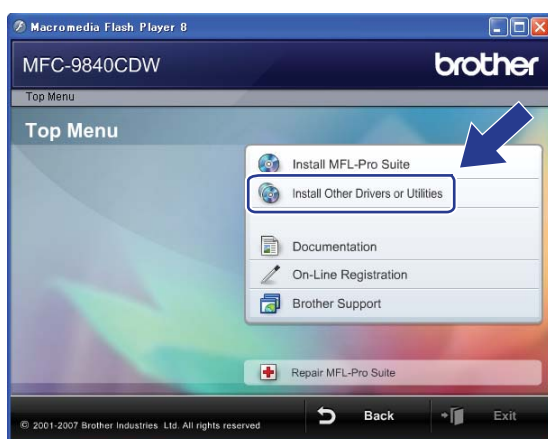 Macromedia Flash Player 8
MFC-9840CDW
brother
Top Menu
Top Menu
Install MFL-Pro Suite
Install Other Drivers or Utilities
Documentation
On-Line Registration
Brother Support
Repair MFL-Pro Suite
© 2001-2007 Brother Industries Ltd. All rights reserved
Back
Exit